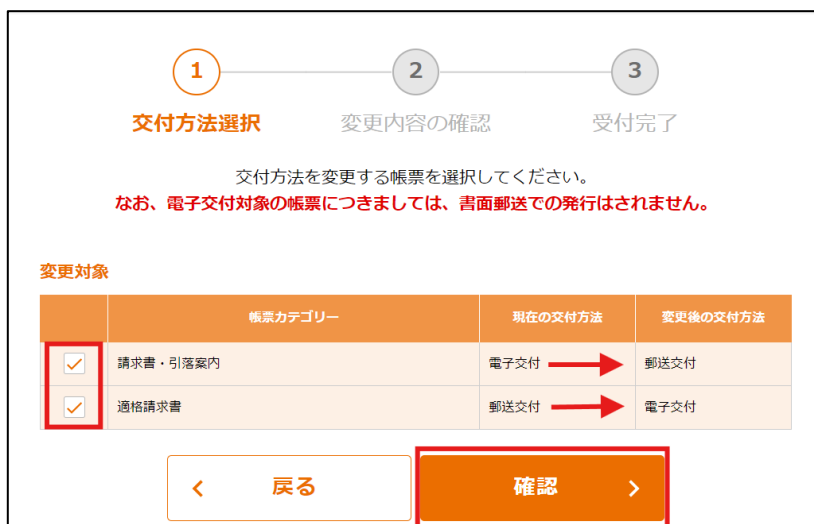 1 2 3
交付方法選択 変更内容の確認 受付完了
交付方法を変更する帳票を選択してください。
なお、電子交付対象の帳票につきましては、書面郵送での発行はされません。
変更対象
帳票カテゴリー 現在の交付方法 変更後の交付方法
請求書・引落案内 電子交付 郵送交付
適格請求書 郵送交付 電子交付
戻る 確認